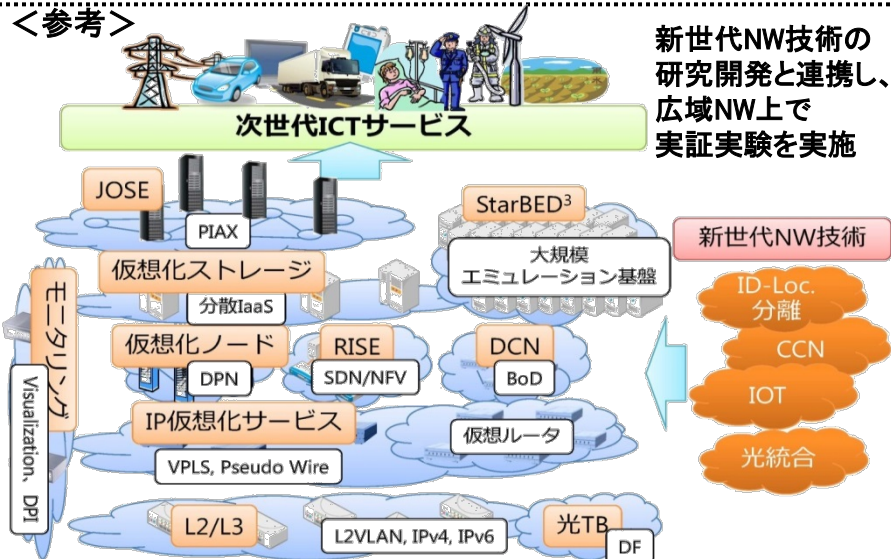 ＜参考＞
新世代NW技術の
研究開発と連携し、
広域NW上で
実証実験を実施
次世代ICTサービス
JOSE
PIAX
StarBED³
大規模
エミュレーション基盤
新世代NW技術
仮想化ストレージ
分散IaaS
ID-Loc.
分離
CCN
IOT
光統合
モニタリング
Visualization、DPI
仮想化ノード
DPN
RISE
SDN/NFV
DCN
BoD
IP仮想化サービス
VPLS, Pseudo Wire
仮想ルータ
L2/L3
L2VLAN, IPv4, IPv6
光TB
DF